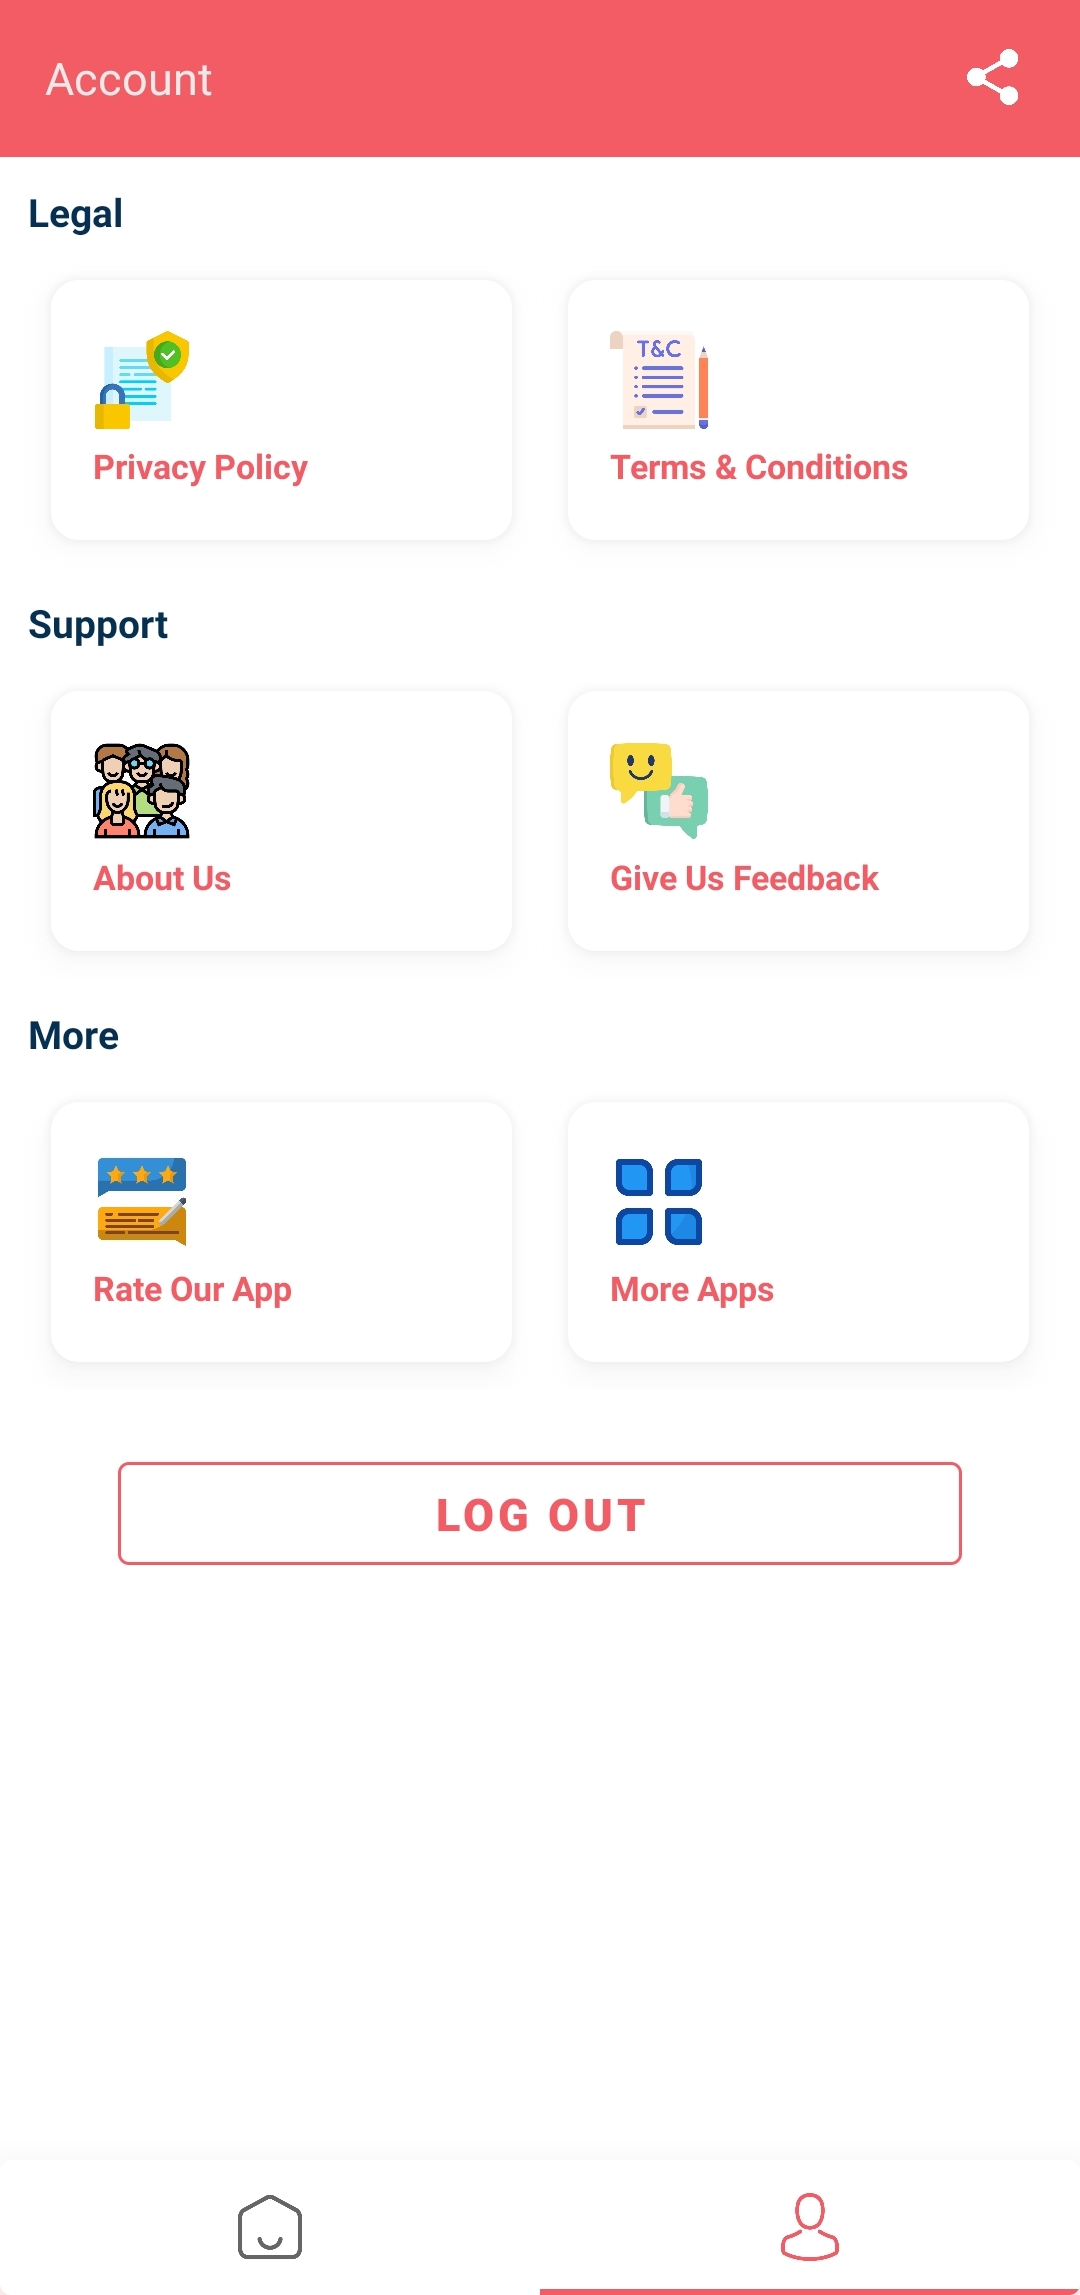 Account
Legal
T&C
Privacy Policy
Terms & Conditions
Support
About Us
Give Us Feedback
More
Rate Our App
More Apps
LOG OUT